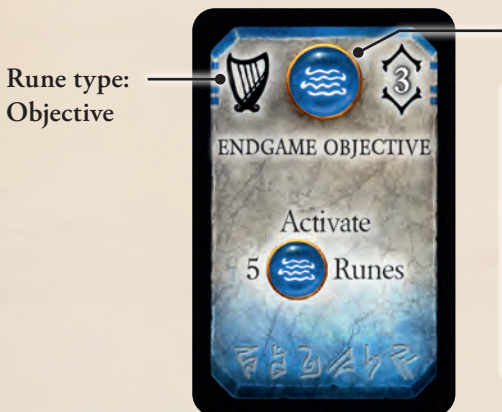 Rune type:
Objective
3
ENDGAME OBJECTIVE
Activate
5 Runes